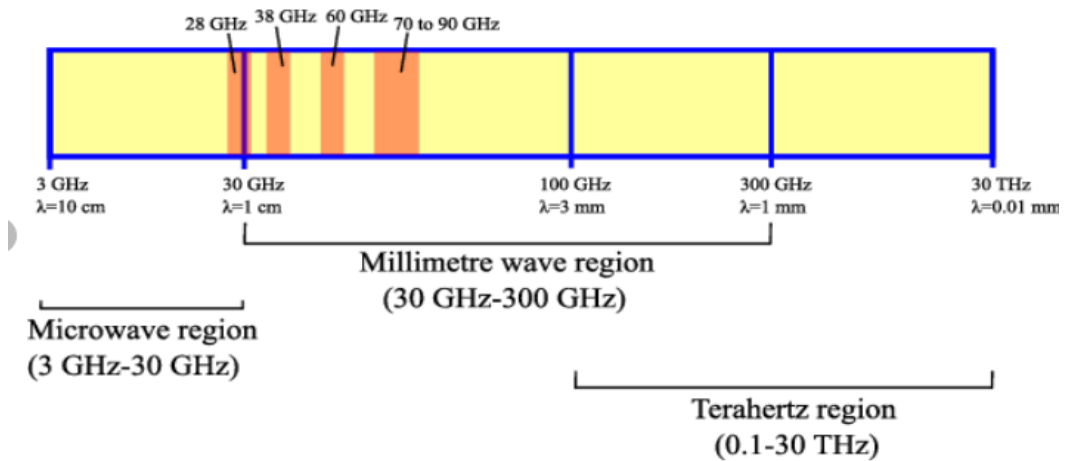 28 GHz 38 GHz 60 GHz 70 to 90 GHz
3 GHz 30 GHz 100 GHz 300 GHz 30 THz
λ=10 cm λ=1 cm λ=3 mm λ=1 mm λ=0.01 mm
Millimetre wave region
(30 GHz-300 GHz)
Microwave region
(3 GHz-30 GHz)
Terahertz region
(0.1-30 THz)